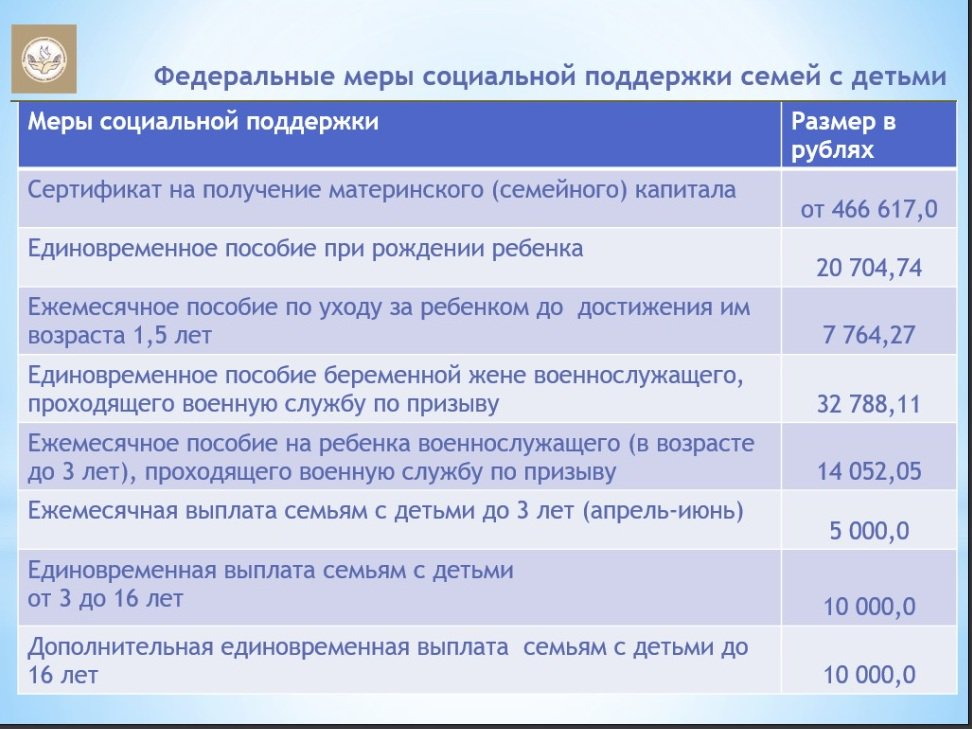 Федеральные меры социальной поддержки семей с детьми
Меры социальной поддержки
Размер в
рублях
Сертификат на получение материнского (семейного) капитала
от 466 617,0
Единовременное пособие при рождении ребенка
20 704,74
Ежемесячное пособие по уходу за ребенком до достижения им
возраста 1,5 лет
7 764,27
Единовременное пособие беременной жене военнослужащего,
проходящего военную службу по призыву
32 788,11
Ежемесячное пособие на ребенка военнослужащего (в возрасте
до 3 лет), проходящего военную службу по призыву
14 052,05
Ежемесячная выплата семьям с детьми до 3 лет (апрель-июнь)
5 000,0
Единовременная выплата семьям с детьми
от 3 до 16 лет
10 000,0
Дополнительная единовременная выплата семьям с детьми до
16 лет
10 000,0